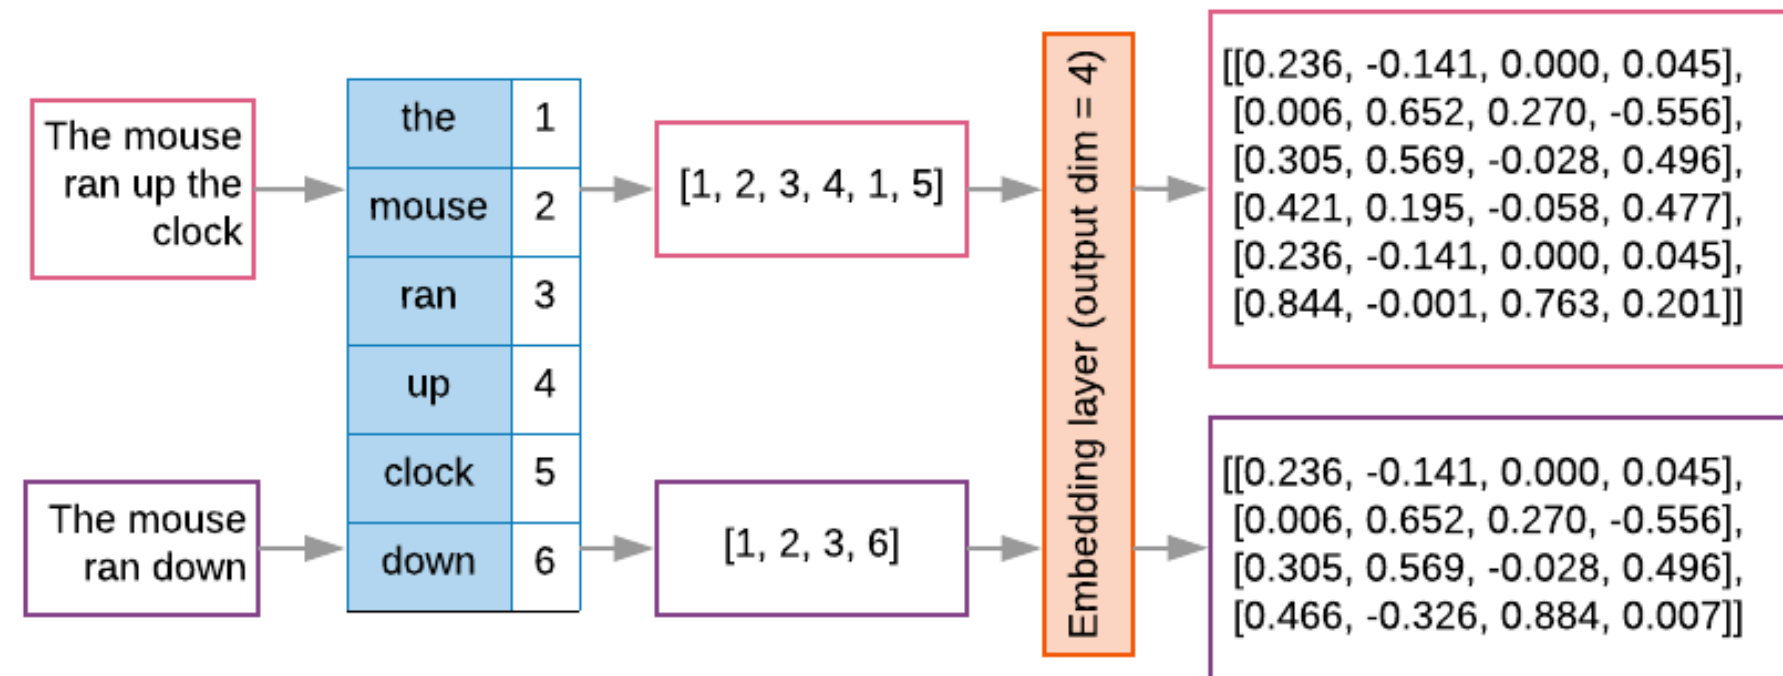 The mouse
ran up the
clock
the 1
mouse 2
ran 3
up 4
clock 5
down 6
[1, 2, 3, 4, 1, 5]
Embedding layer (output dim = 4)
[[0.236, -0.141, 0.000, 0.045],
[0.006, 0.652, 0.270, -0.556],
[0.305, 0.569, -0.028, 0.496],
[0.421, 0.195, -0.058, 0.477],
[0.236, -0.141, 0.000, 0.045],
[0.844, -0.001, 0.763, 0.201]]
The mouse
ran down
[1, 2, 3, 6]
[[0.236, -0.141, 0.000, 0.045],
[0.006, 0.652, 0.270, -0.556],
[0.305, 0.569, -0.028, 0.496],
[0.466, -0.326, 0.884, 0.007]]